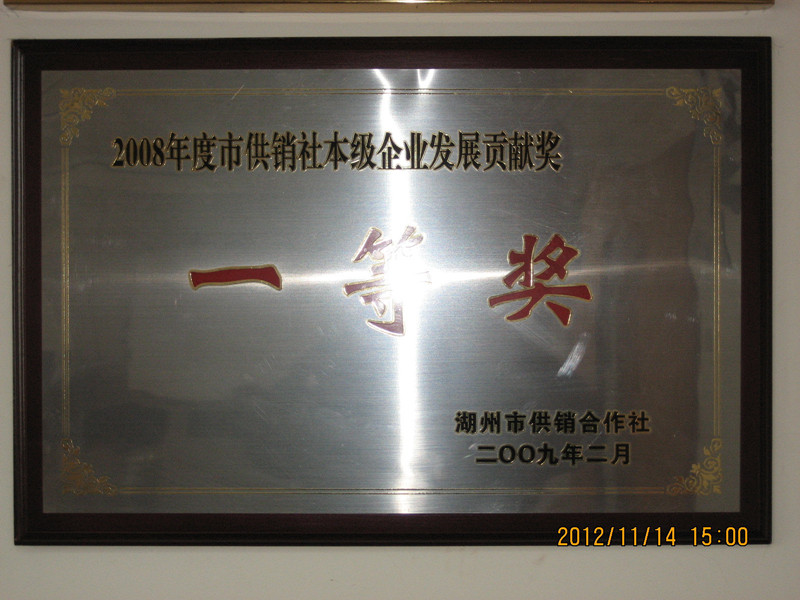 2008年度市供销社本级企业发展贡献奖
一等奖
湖州市供销合作社
二〇〇九年二月
2012/11/14 15:00